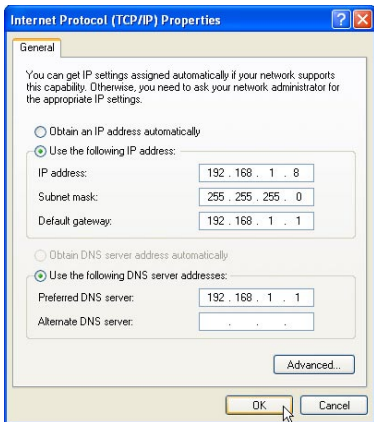 Internet Protocol (TCP/IP) Properties
General
You can get IP settings assigned automatically if your network supports
this capability. Otherwise, you need to ask your network administrator for
the appropriate IP settings.
Obtain an IP address automatically
Use the following IP address:
IP address: 192 . 168 . 1 . 8
Subnet mask: 255 . 255 . 255 . 0
Default gateway: 192 . 168 . 1 . 1
Obtain DNS server address automatically
Use the following DNS server addresses:
Preferred DNS server: 192 . 168 . 1 . 1
Alternate DNS server: . . .
Advanced...
OK Cancel